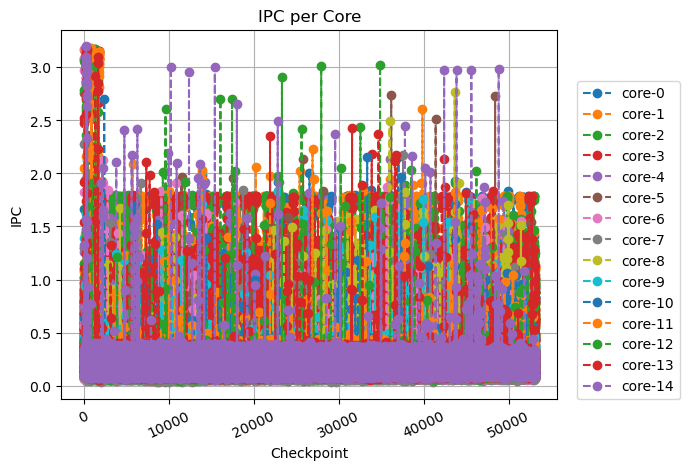 IPC per Core
IPC
3.0
2.5
2.0
1.5
1.0
0.5
0.0
0
10000
20000
30000
40000
50000
Checkpoint
core-0
core-1
core-2
core-3
core-4
core-5
core-6
core-7
core-8
core-9
core-10
core-11
core-12
core-13
core-14